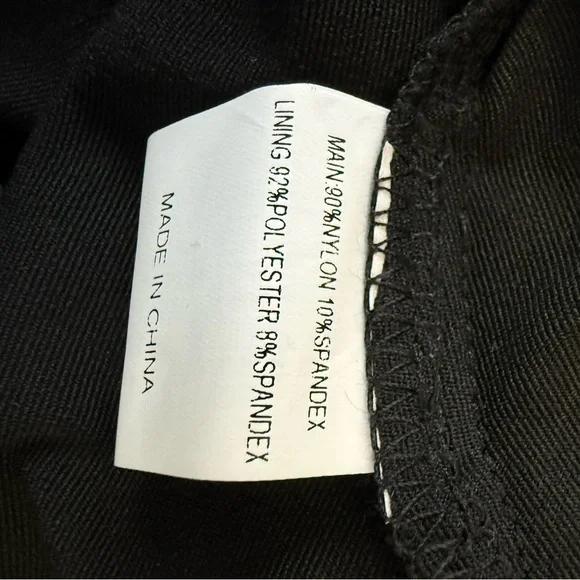 MAIN:90%NYLON 10%SPANDEX
LINING 92%POLYESTER 8%SPANDEX
MADE IN CHINA